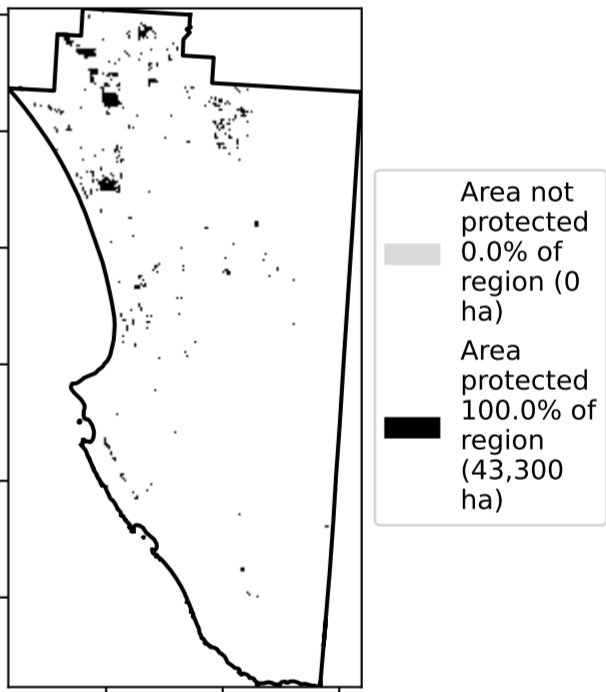 Area not
protected
0.0% of
region (0
ha)
Area
protected
100.0% of
region
(43,300
ha)